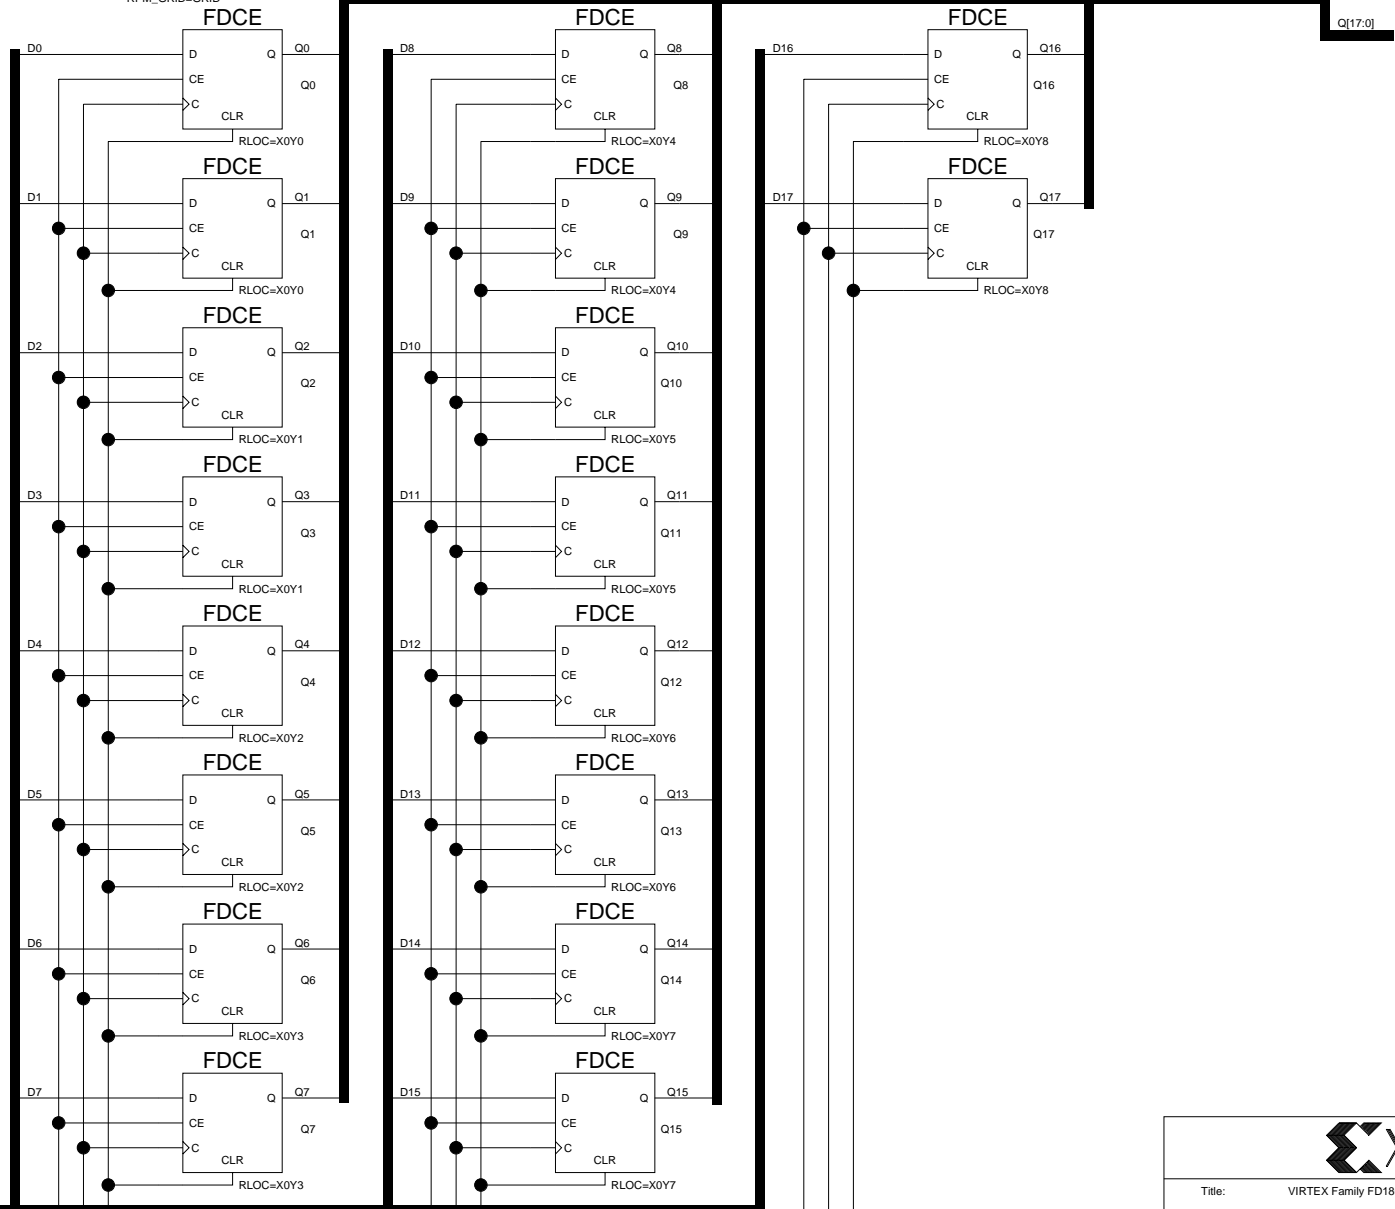 FDCE
D0
D
Q
Q0
CE
Q0
C
CLR
RLOC=X0Y0
FDCE
D1
D
Q
Q1
CE
Q1
C
CLR
RLOC=X0Y0
FDCE
D2
D
Q
Q2
CE
Q2
C
CLR
RLOC=X0Y1
FDCE
D3
D
Q
Q3
CE
Q3
C
CLR
RLOC=X0Y1
FDCE
D4
D
Q
Q4
CE
Q4
C
CLR
RLOC=X0Y2
FDCE
D5
D
Q
Q5
CE
Q5
C
CLR
RLOC=X0Y2
FDCE
D6
D
Q
Q6
CE
Q6
C
CLR
RLOC=X0Y3
FDCE
D7
D
Q
Q7
CE
Q7
C
CLR
RLOC=X0Y3
FDCE
D8
D
Q
Q8
CE
Q8
C
CLR
RLOC=X0Y4
FDCE
D9
D
Q
Q9
CE
Q9
C
CLR
RLOC=X0Y4
FDCE
D10
D
Q
Q10
CE
Q10
C
CLR
RLOC=X0Y5
FDCE
D11
D
Q
Q11
CE
Q11
C
CLR
RLOC=X0Y5
FDCE
D12
D
Q
Q12
CE
Q12
C
CLR
RLOC=X0Y6
FDCE
D13
D
Q
Q13
CE
Q13
C
CLR
RLOC=X0Y6
FDCE
D14
D
Q
Q14
CE
Q14
C
CLR
RLOC=X0Y7
FDCE
D15
D
Q
Q15
CE
Q15
C
CLR
RLOC=X0Y7
FDCE
D16
D
Q
Q16
CE
Q16
C
CLR
RLOC=X0Y8
FDCE
D17
D
Q
Q17
CE
Q17
C
CLR
RLOC=X0Y8
Q[17:0]
Title: VIRTEX Family FD18